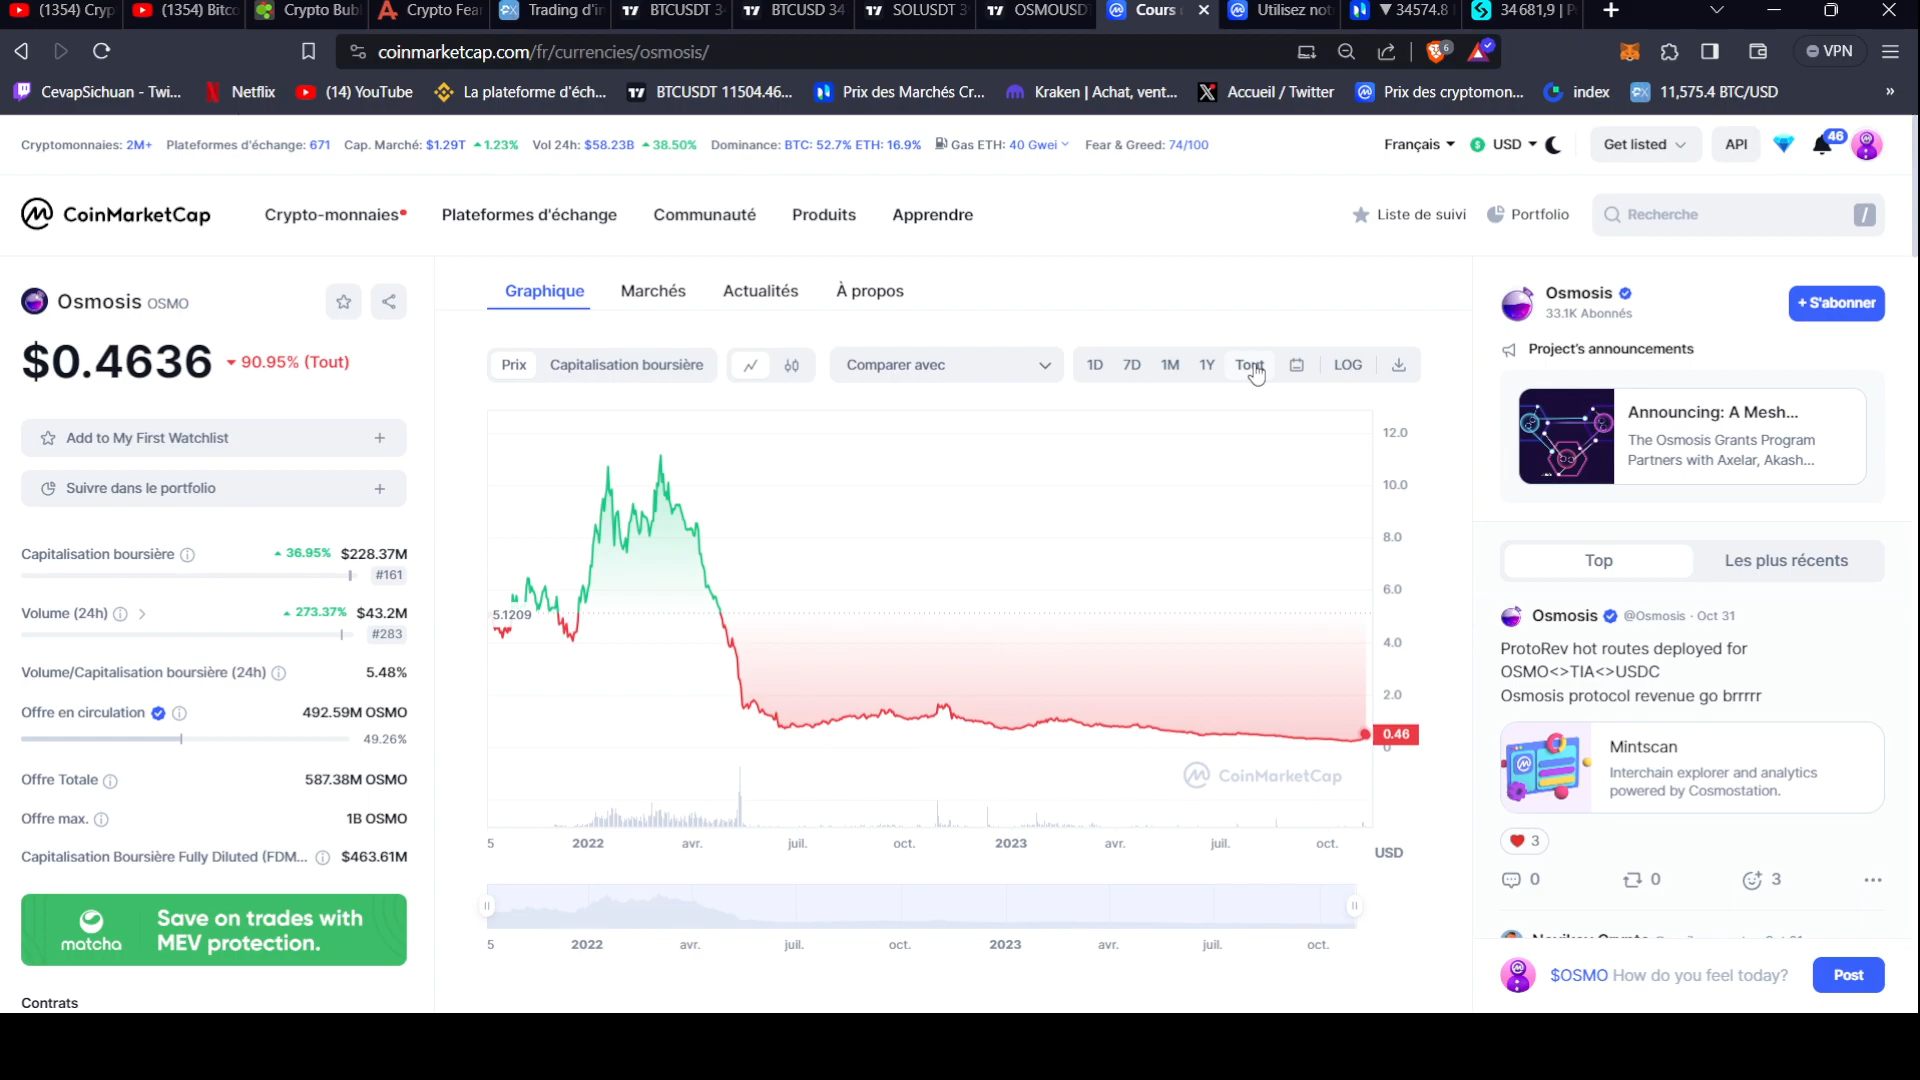 (1354) Cryp
(1354) Bitco
Crypto Bub
Crypto Fear
Trading d'in
BTCUSDT 34
BTCUSD 34
SOLUSDT 3
OSMOUSD
Cours
Utilisez not
▼ 34574.8
34 681,9 | P
coinmarketcap.com/fr/currencies/osmosis/
6
VPN
CevapSichuan - Twi...
Netflix
(14) YouTube
La plateforme d'éch...
BTCUSDT 11504.46...
Prix des Marchés Cr...
Kraken | Achat, vent...
Accueil / Twitter
Prix des cryptomon...
index
11,575.4 BTC/USD
»
Cryptomonnaies: 2M+ Plateformes d'échange: 671 Cap. Marché: $1.29T 1.23% Vol 24h: $58.23B 38.50% Dominance: BTC: 52.7% ETH: 16.9% Gas ETH: 40 Gwei Fear & Greed: 74/100
Français
USD
Get listed
API
46
CoinMarketCap
Crypto-monnaies
Plateformes d'échange
Communauté
Produits
Apprendre
Liste de suivi
Portfolio
Recherche
/
Osmosis OSMO
$0.4636 90.95% (Tout)
Add to My First Watchlist +
Suivre dans le portfolio +
Capitalisation boursière 36.95% $228.37M
#161
Volume (24h) > 273.37% $43.2M
#283
Volume/Capitalisation boursière (24h) 5.48%
Offre en circulation 492.59M OSMO
49.26%
Offre Totale 587.38M OSMO
Offre max. 1B OSMO
Capitalisation Boursière Fully Diluted (FDM... $463.61M
matcha
Save on trades with
MEV protection.
Contrats
Graphique
Marchés
Actualités
À propos
Prix
Capitalisation boursière
Comparer avec
1D
7D
1M
1Y
Tout
LOG
12.0
10.0
8.0
6.0
5.1209
4.0
2.0
0.46
0
CoinMarketCap
5 2022 avr. juil. oct. 2023 avr. juil. oct.
USD
5 2022 avr. juil. oct. 2023 avr. juil. oct.
Osmosis
33.1K Abonnés
+ S'abonner
Project's announcements
Announcing: A Mesh...
The Osmosis Grants Program
Partners with Axelar, Akash...
Top
Les plus récents
Osmosis @Osmosis · Oct 31
ProtoRev hot routes deployed for
OSMO<>TIA<>USDC
Osmosis protocol revenue go brrrrr
Mintscan
Interchain explorer and analytics
powered by Cosmostation.
3
0
0
3
$OSMO How do you feel today?
Post